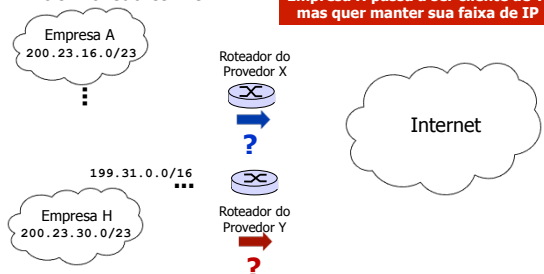 mas quer manter sua faixa de IP
Empresa A
200.23.16.0/23
Roteador do
Provedor X
?
Internet
199.31.0.0/16
Empresa H
200.23.30.0/23
Roteador do
Provedor Y
?